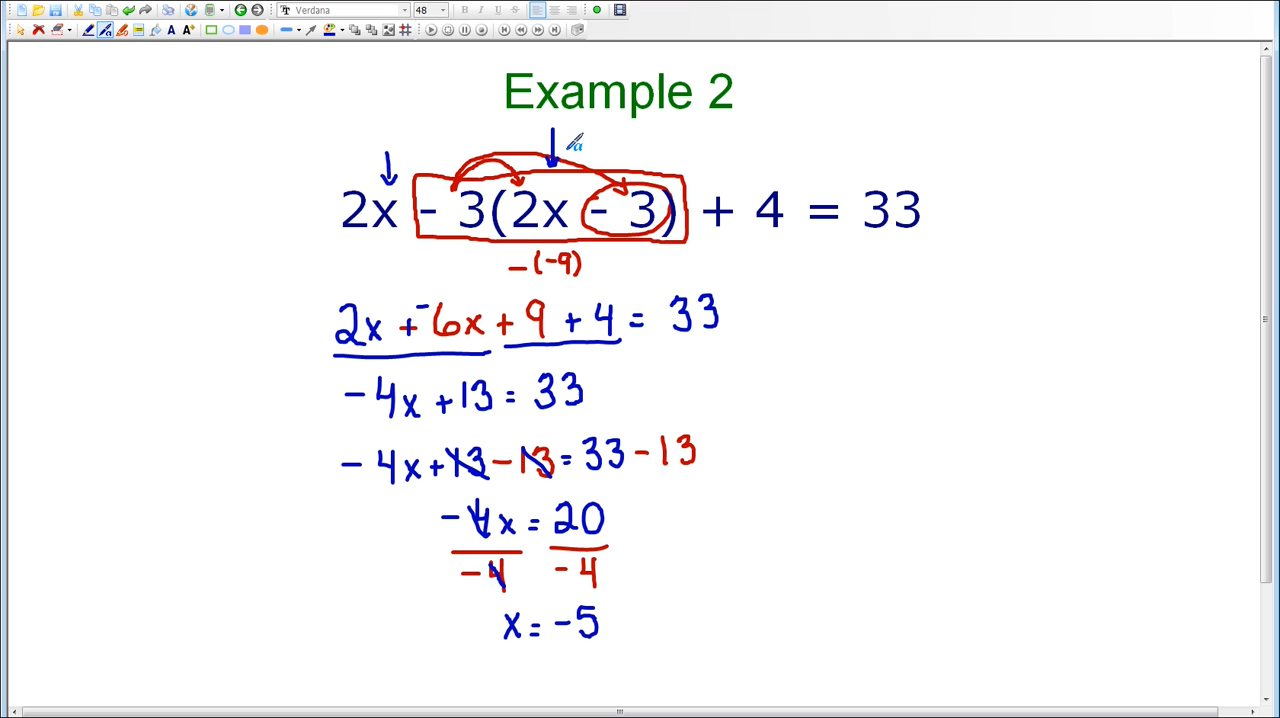 Verdana 48 B I U S
Example 2
2x - 3(2x - 3) + 4 = 33
-(-9)
2x + -6x + 9 + 4 = 33
- 4x + 13 = 33
- 4x + 13 - 13 = 33 - 13
- 4x = 20
- 4 - 4
x = -5